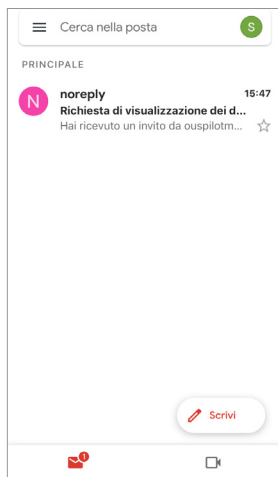 Cerca nella posta
S
PRINCIPALE
N
noreply
15:47
Richiesta di visualizzazione dei d...
Hai ricevuto un invito da ouspilotm...
Scrivi
1